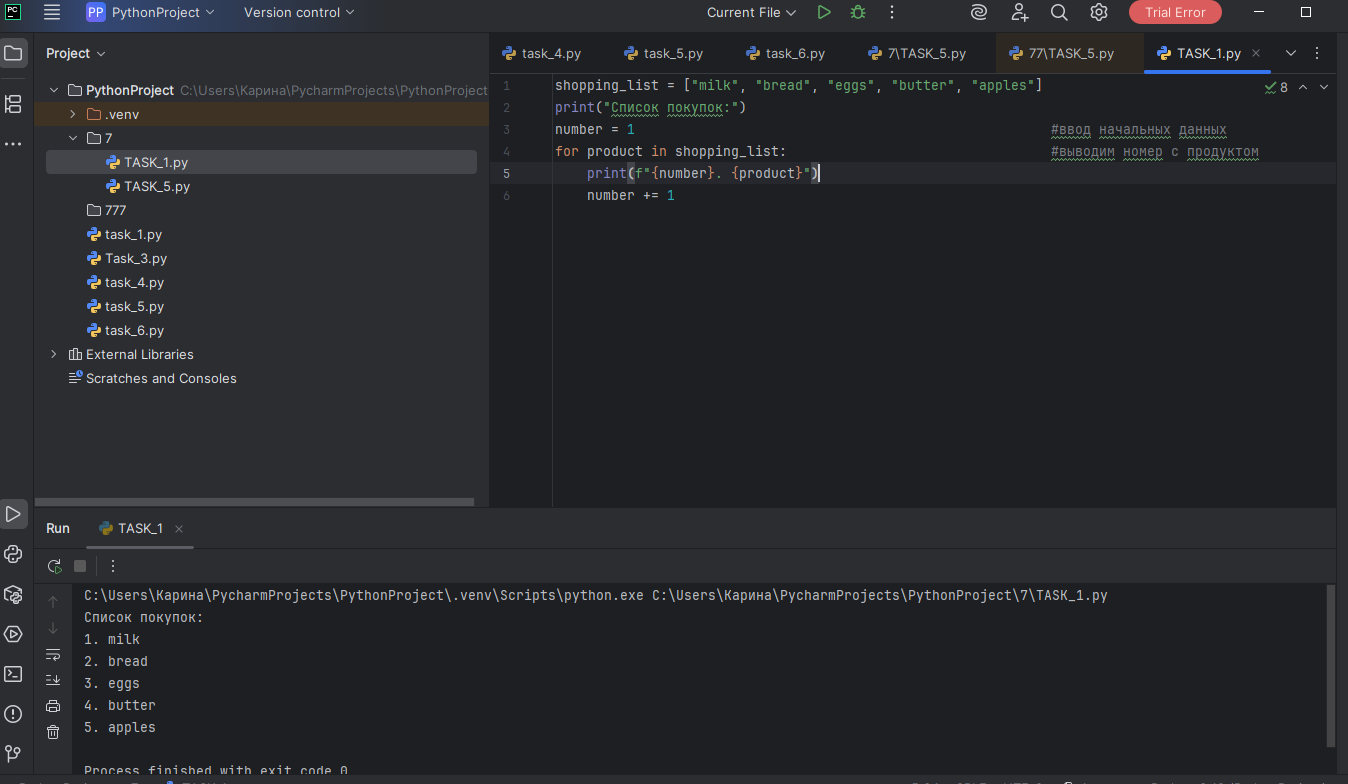 PC PP PythonProject Version control Current File Trial Error
Project
task_4.py task_5.py task_6.py 7\TASK_5.py 77\TASK_5.py TASK_1.py
PythonProject C:\Users\Карина\PycharmProjects\PythonProject
.venv
7
TASK_1.py
TASK_5.py
777
task_1.py
Task_3.py
task_4.py
task_5.py
task_6.py
External Libraries
Scratches and Consoles
1 shopping_list = ["milk", "bread", "eggs", "butter", "apples"] 8
2 print("Список покупок:")
3 number = 1 #ввод начальных данных
4 for product in shopping_list: #выводим номер с продуктом
5 print(f"{number}. {product}")
6 number += 1
Run TASK_1
C:\Users\Карина\PycharmProjects\PythonProject\.venv\Scripts\python.exe C:\Users\Карина\PycharmProjects\PythonProject\7\TASK_1.py
Список покупок:
1. milk
2. bread
3. eggs
4. butter
5. apples
Process finished with exit code 0